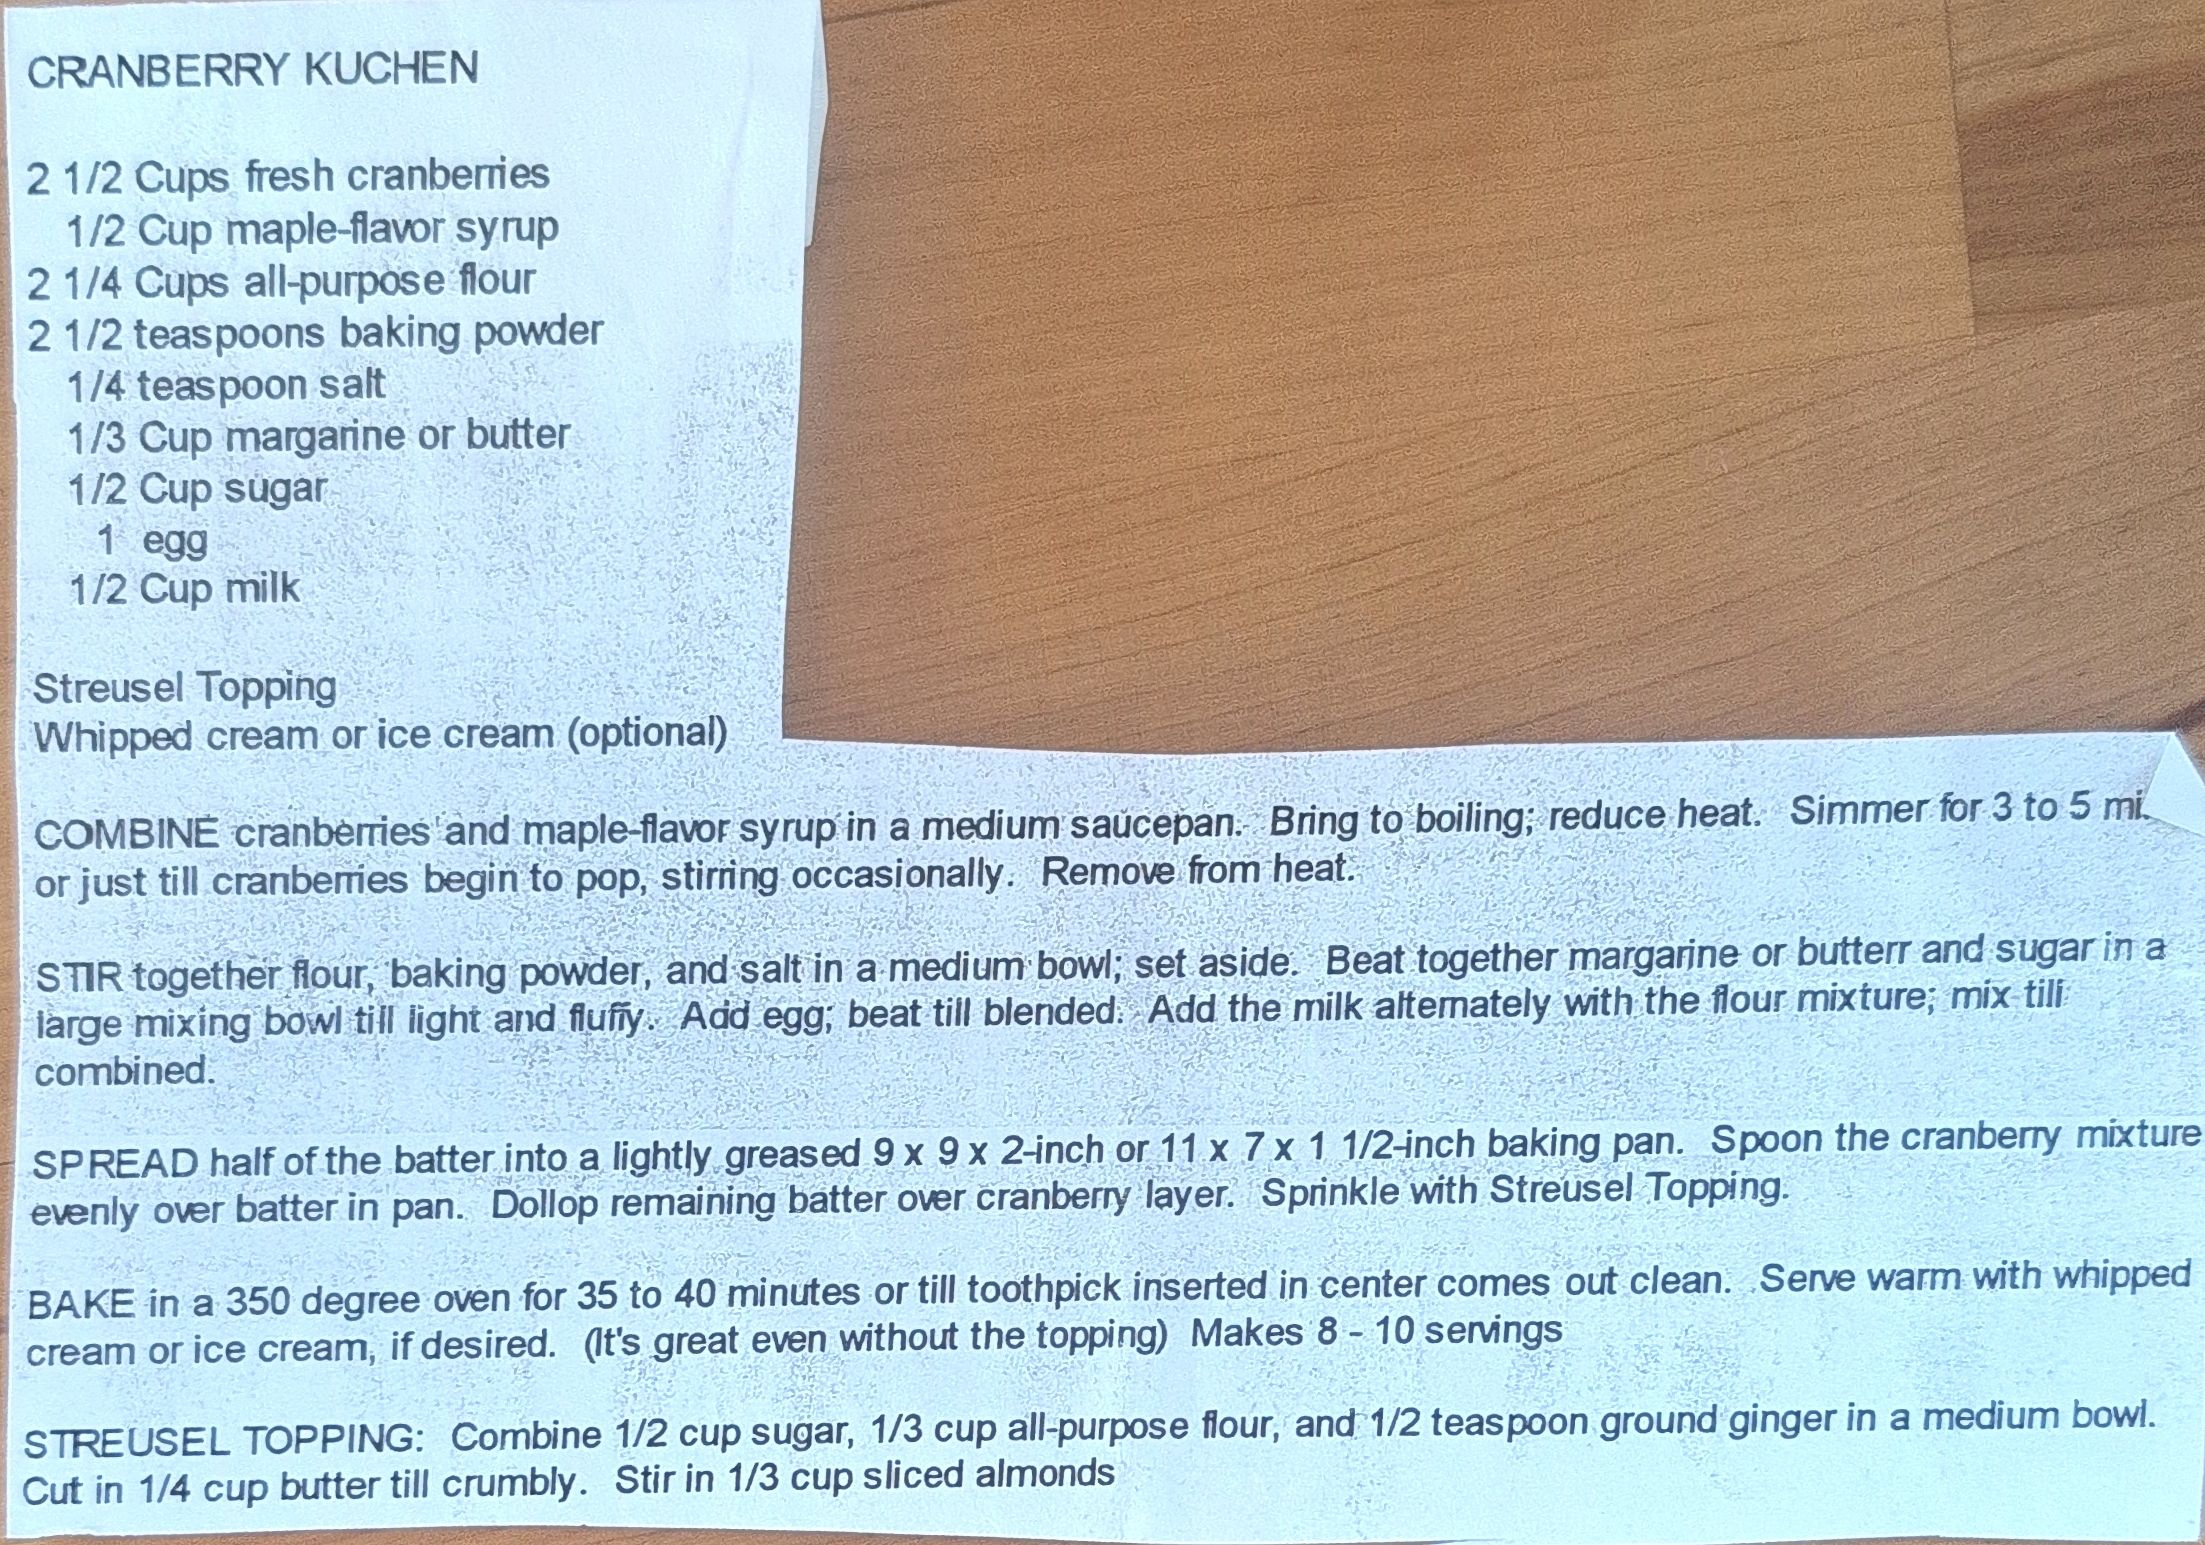 CRANBERRY KUCHEN
2 1/2 Cups fresh cranberries
1/2 Cup maple-flavor syrup
2 1/4 Cups all-purpose flour
2 1/2 teaspoons baking powder
1/4 teaspoon salt
1/3 Cup margarine or butter
1/2 Cup sugar
1 egg
1/2 Cup milk
Streusel Topping
Whipped cream or ice cream (optional)
COMBINE cranberries and maple-flavor syrup in a medium saucepan. Bring to boiling; reduce heat. Simmer for 3 to 5
or just till cranberries begin to pop, stirring occasionally. Remove from heat.
STIR together flour, baking powder, and salt in a medium bowl; set aside. Beat together margarine or butterr and sugar in a
large mixing bowl till light and fluffy. Add egg; beat till blended. Add the milk alternately with the flour mixture; mix till
combined.
SPREAD half of the batter into a lightly greased 9 x 9 x 2-inch or 11 x 7 x 1 1/2-inch baking pan. Spoon the cranberry mixture
evenly over batter in pan. Dollop remaining batter over cranberry layer. Sprinkle with Streusel Topping.
BAKE in a 350 degree oven for 35 to 40 minutes or till toothpick inserted in center comes out clean. Serve warm with whipped
cream or ice cream, if desired. (It's great even without the topping) Makes 8 - 10 servings
STREUSEL TOPPING: Combine 1/2 cup sugar, 1/3 cup all-purpose flour, and 1/2 teaspoon ground ginger in a medium bowl.
Cut in 1/4 cup butter till crumbly. Stir in 1/3 cup sliced almonds